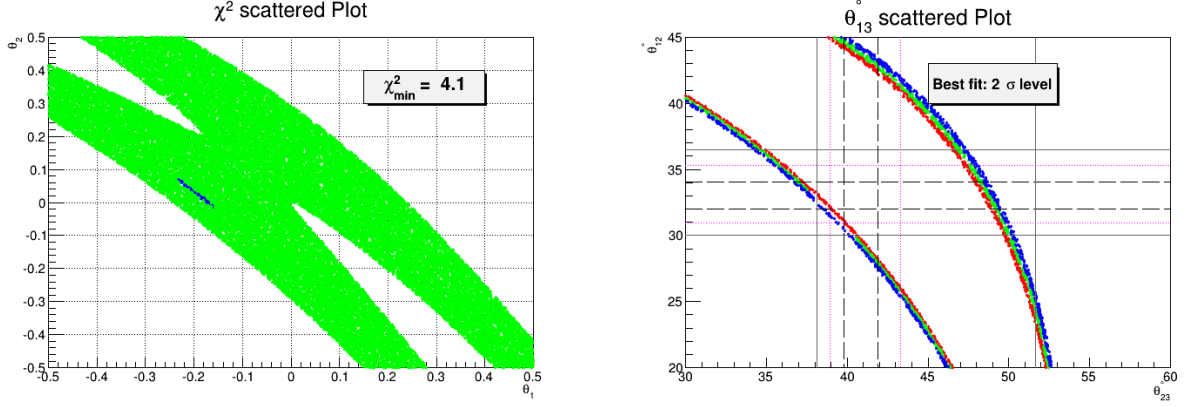 χ² scattered Plot
θ₂
0.5
0.4
0.3
0.2
0.1
0
-0.1
-0.2
-0.3
-0.4
-0.5
χ²min = 4.1
-0.5 -0.4 -0.3 -0.2 -0.1 0 0.1 0.2 0.3 0.4 0.5
θ₁
θ°₁₃ scattered Plot
θ°₁₂
45
40
35
30
25
20
Best fit: 2 σ level
30 35 40 45 50 55 60
θ°₂₃